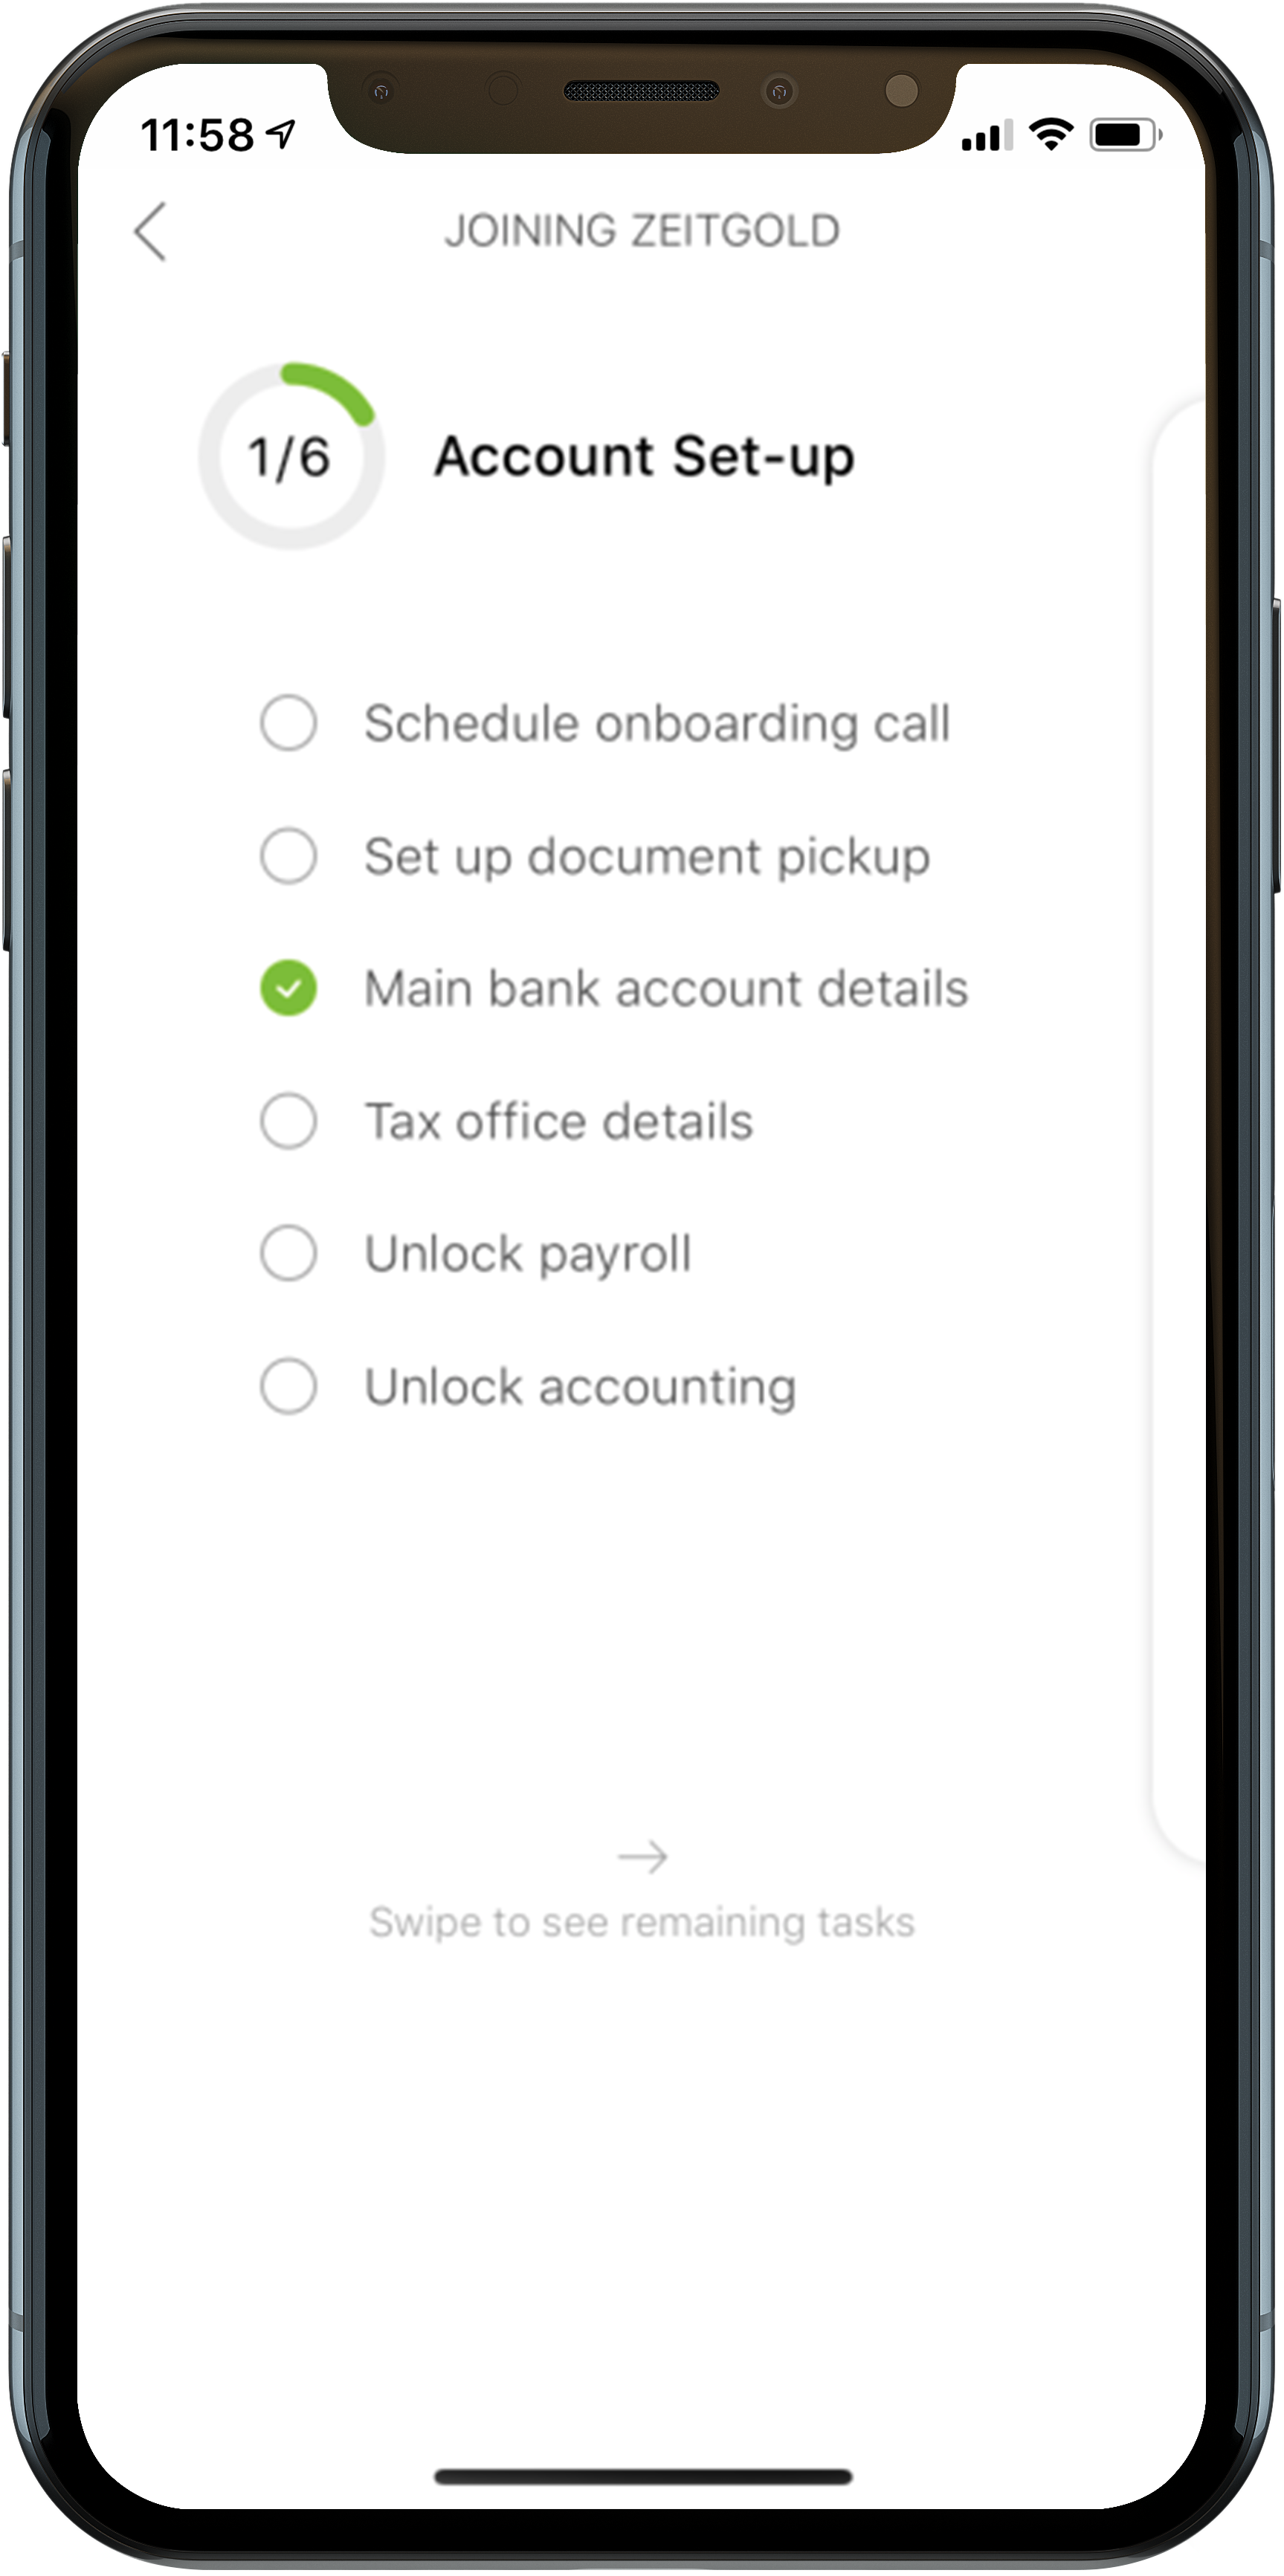 11:58
JOINING ZEITGOLD
1/6
Account Set-up
Schedule onboarding call
Set up document pickup
Main bank account details
Tax office details
Unlock payroll
Unlock accounting
Swipe to see remaining tasks